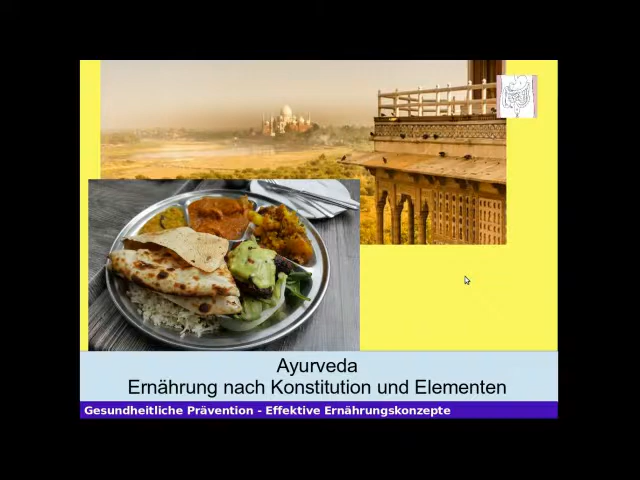 Ayurveda
Ernährung nach Konstitution und Elementen
Gesundheitliche Prävention - Effektive Ernährungskonzepte